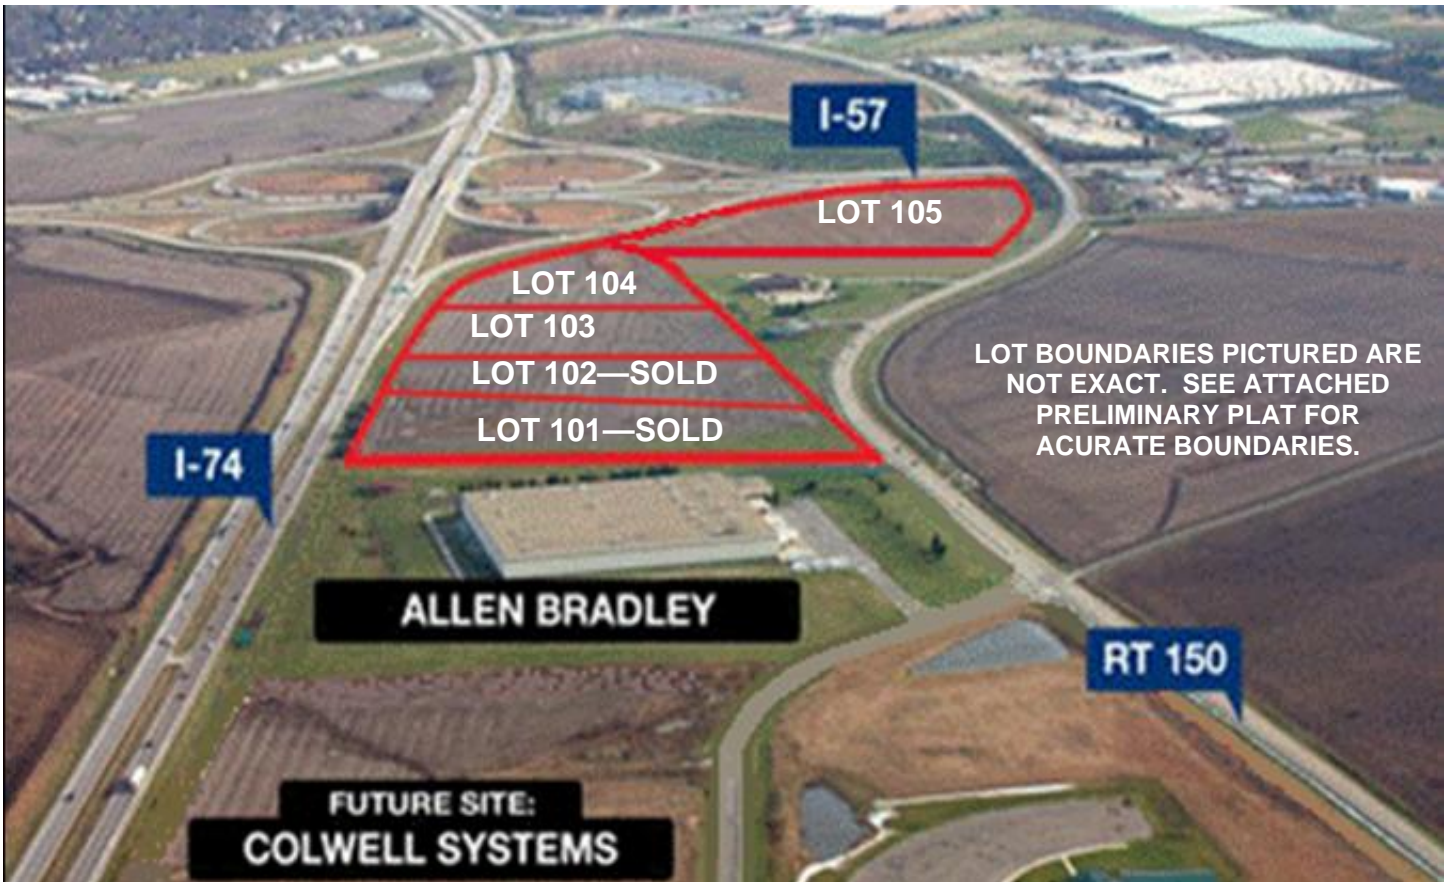 I-57
LOT 105
LOT 104
LOT 103
LOT 102—SOLD
LOT 101—SOLD
LOT BOUNDARIES PICTURED ARE
NOT EXACT. SEE ATTACHED
PRELIMINARY PLAT FOR
ACURATE BOUNDARIES.
I-74
ALLEN BRADLEY
RT 150
FUTURE SITE:
COLWELL SYSTEMS